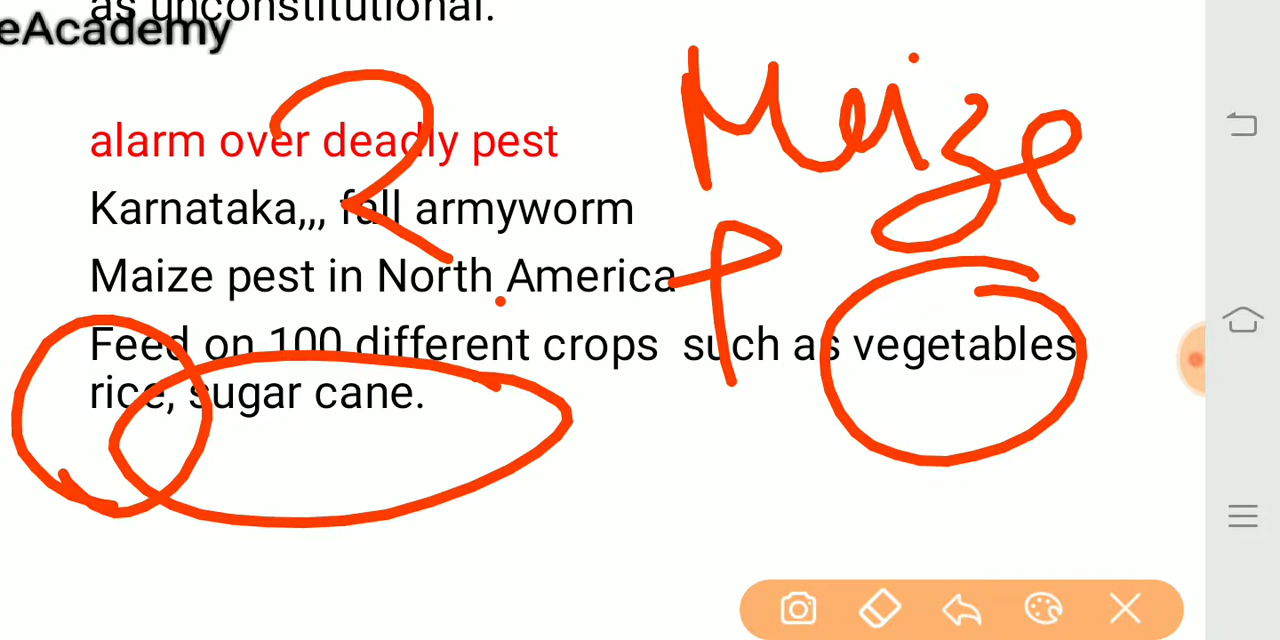 as unconstitutional.
eAcademy
alarm over deadly pest
Maize
Karnataka,,, fall armyworm
Maize pest in North America
Feed on 100 different crops such as vegetables
rice, sugar cane.